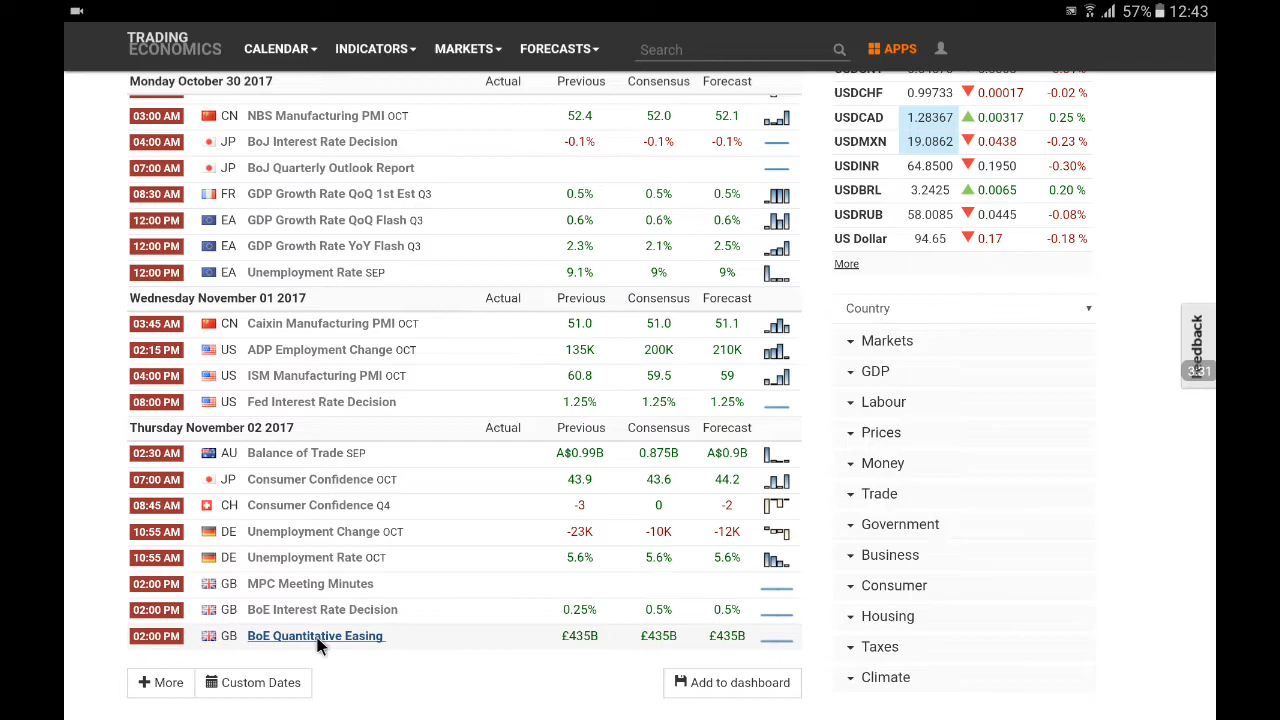 57% 12:43
TRADING
ECONOMICS
CALENDAR INDICATORS MARKETS FORECASTS Search APPS
Monday October 30 2017 Actual Previous Consensus Forecast
03:00 AM CN NBS Manufacturing PMI OCT 52.4 52.0 52.1
04:00 AM JP BoJ Interest Rate Decision -0.1% -0.1% -0.1%
07:00 AM JP BoJ Quarterly Outlook Report
08:30 AM FR GDP Growth Rate QoQ 1st Est Q3 0.5% 0.5% 0.5%
12:00 PM EA GDP Growth Rate QoQ Flash Q3 0.6% 0.6% 0.6%
12:00 PM EA GDP Growth Rate YoY Flash Q3 2.3% 2.1% 2.5%
12:00 PM EA Unemployment Rate SEP 9.1% 9% 9%
Wednesday November 01 2017 Actual Previous Consensus Forecast
03:45 AM CN Caixin Manufacturing PMI OCT 51.0 51.0 51.1
02:15 PM US ADP Employment Change OCT 135K 200K 210K
04:00 PM US ISM Manufacturing PMI OCT 60.8 59.5 59
08:00 PM US Fed Interest Rate Decision 1.25% 1.25% 1.25%
Thursday November 02 2017 Actual Previous Consensus Forecast
02:30 AM AU Balance of Trade SEP A$0.99B 0.875B A$0.9B
07:00 AM JP Consumer Confidence OCT 43.9 43.6 44.2
08:45 AM CH Consumer Confidence Q4 -3 0 -2
10:55 AM DE Unemployment Change OCT -23K -10K -12K
10:55 AM DE Unemployment Rate OCT 5.6% 5.6% 5.6%
02:00 PM GB MPC Meeting Minutes
02:00 PM GB BoE Interest Rate Decision 0.25% 0.5% 0.5%
02:00 PM GB BoE Quantitative Easing £435B £435B £435B
More Custom Dates Add to dashboard
USDCHF 0.99733 0.00017 -0.02 %
USDCAD 1.28367 0.00317 0.25 %
USDMXN 19.0862 0.0438 -0.23 %
USDINR 64.8500 0.1950 -0.30%
USDBRL 3.2425 0.0065 0.20 %
USDRUB 58.0085 0.0445 -0.08%
US Dollar 94.65 0.17 -0.18 %
More
Country
Markets
GDP
Labour
Prices
Money
Trade
Government
Business
Consumer
Housing
Taxes
Climate
Feedback
3:31